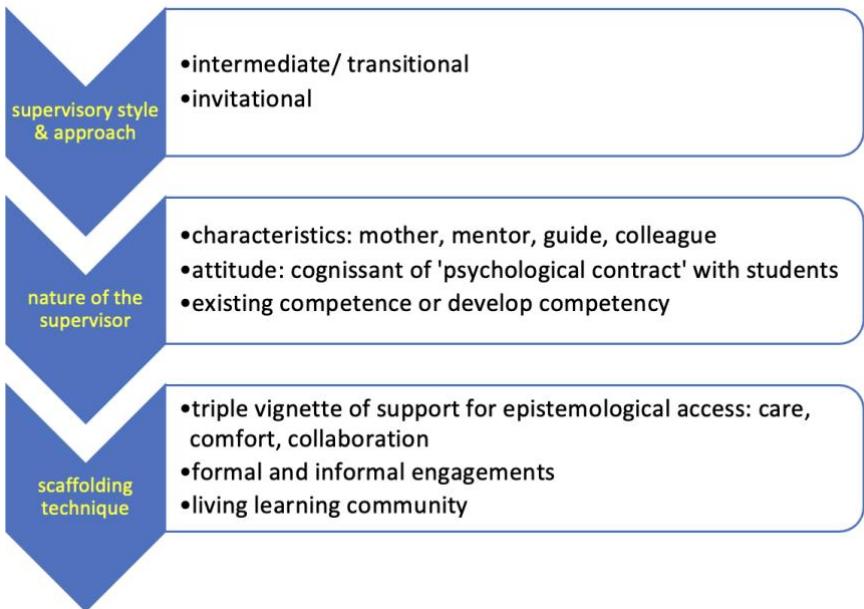 supervisory style
& approach
•intermediate/ transitional
•invitational
nature of the
supervisor
•characteristics: mother, mentor, guide, colleague
•attitude: cognissant of 'psychological contract' with students
•existing competence or develop competency
scaffolding
technique
•triple vignette of support for epistemological access: care,
comfort, collaboration
•formal and informal engagements
•living learning community